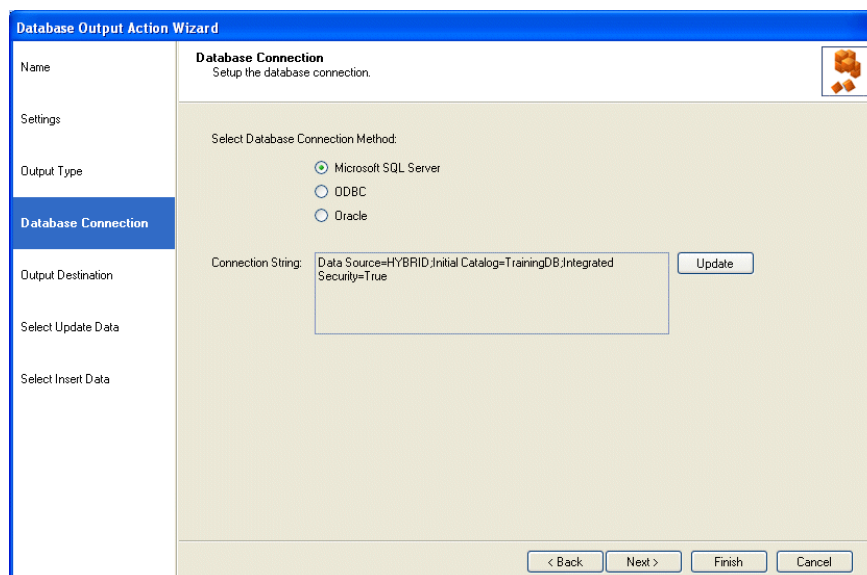 Database Output Action Wizard
Name
Settings
Output Type
Database Connection
Output Destination
Select Update Data
Select Insert Data
Database Connection
Setup the database connection.
Select Database Connection Method:
Microsoft SQL Server
ODBC
Oracle
Connection String:
Data Source=HYBRID;Initial Catalog=TrainingDB;Integrated
Security=True
Update
< Back
Next >
Finish
Cancel